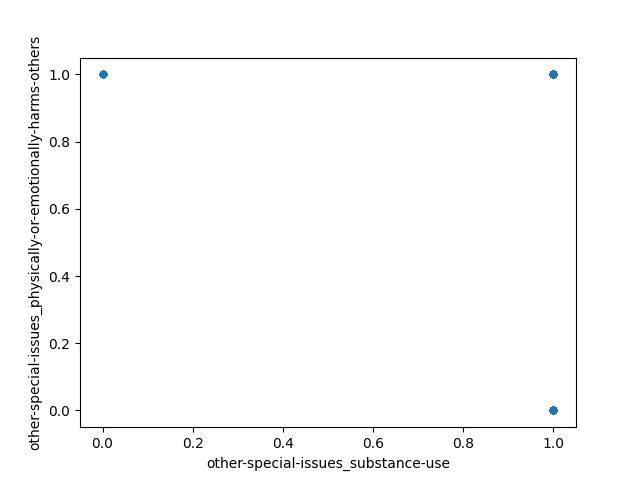 other-special-issues_physically-or-emotionally-harms-others
1.0
0.8
0.6
0.4
0.2
0.0
0.0 0.2 0.4 0.6 0.8 1.0
other-special-issues_substance-use